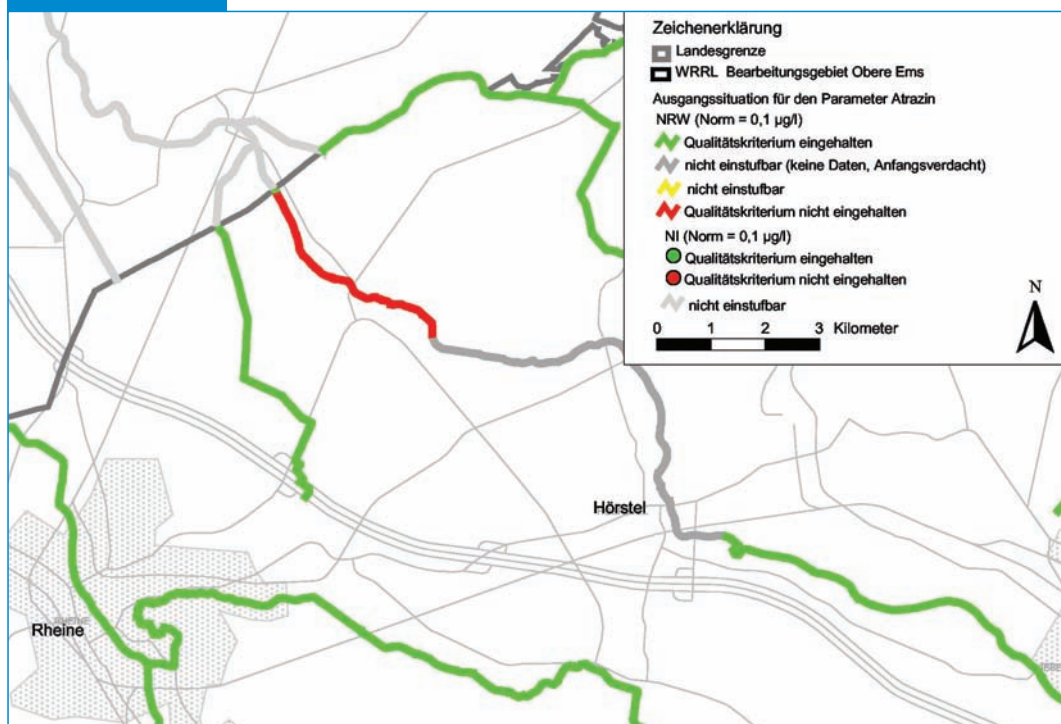 Zeichenerklärung
Landesgrenze
WRRL Bearbeitungsgebiet Obere Ems
Ausgangssituation für den Parameter Atrazin
NRW (Norm = 0,1 µg/l)
Qualitätskriterium eingehalten
nicht einstufbar (keine Daten, Anfangsverdacht)
nicht einstufbar
Qualitätskriterium nicht eingehalten
NI (Norm = 0,1 µg/l)
Qualitätskriterium eingehalten
Qualitätskriterium nicht eingehalten
nicht einstufbar
0 1 2 3 Kilometer
N
Hörstel
Rheine